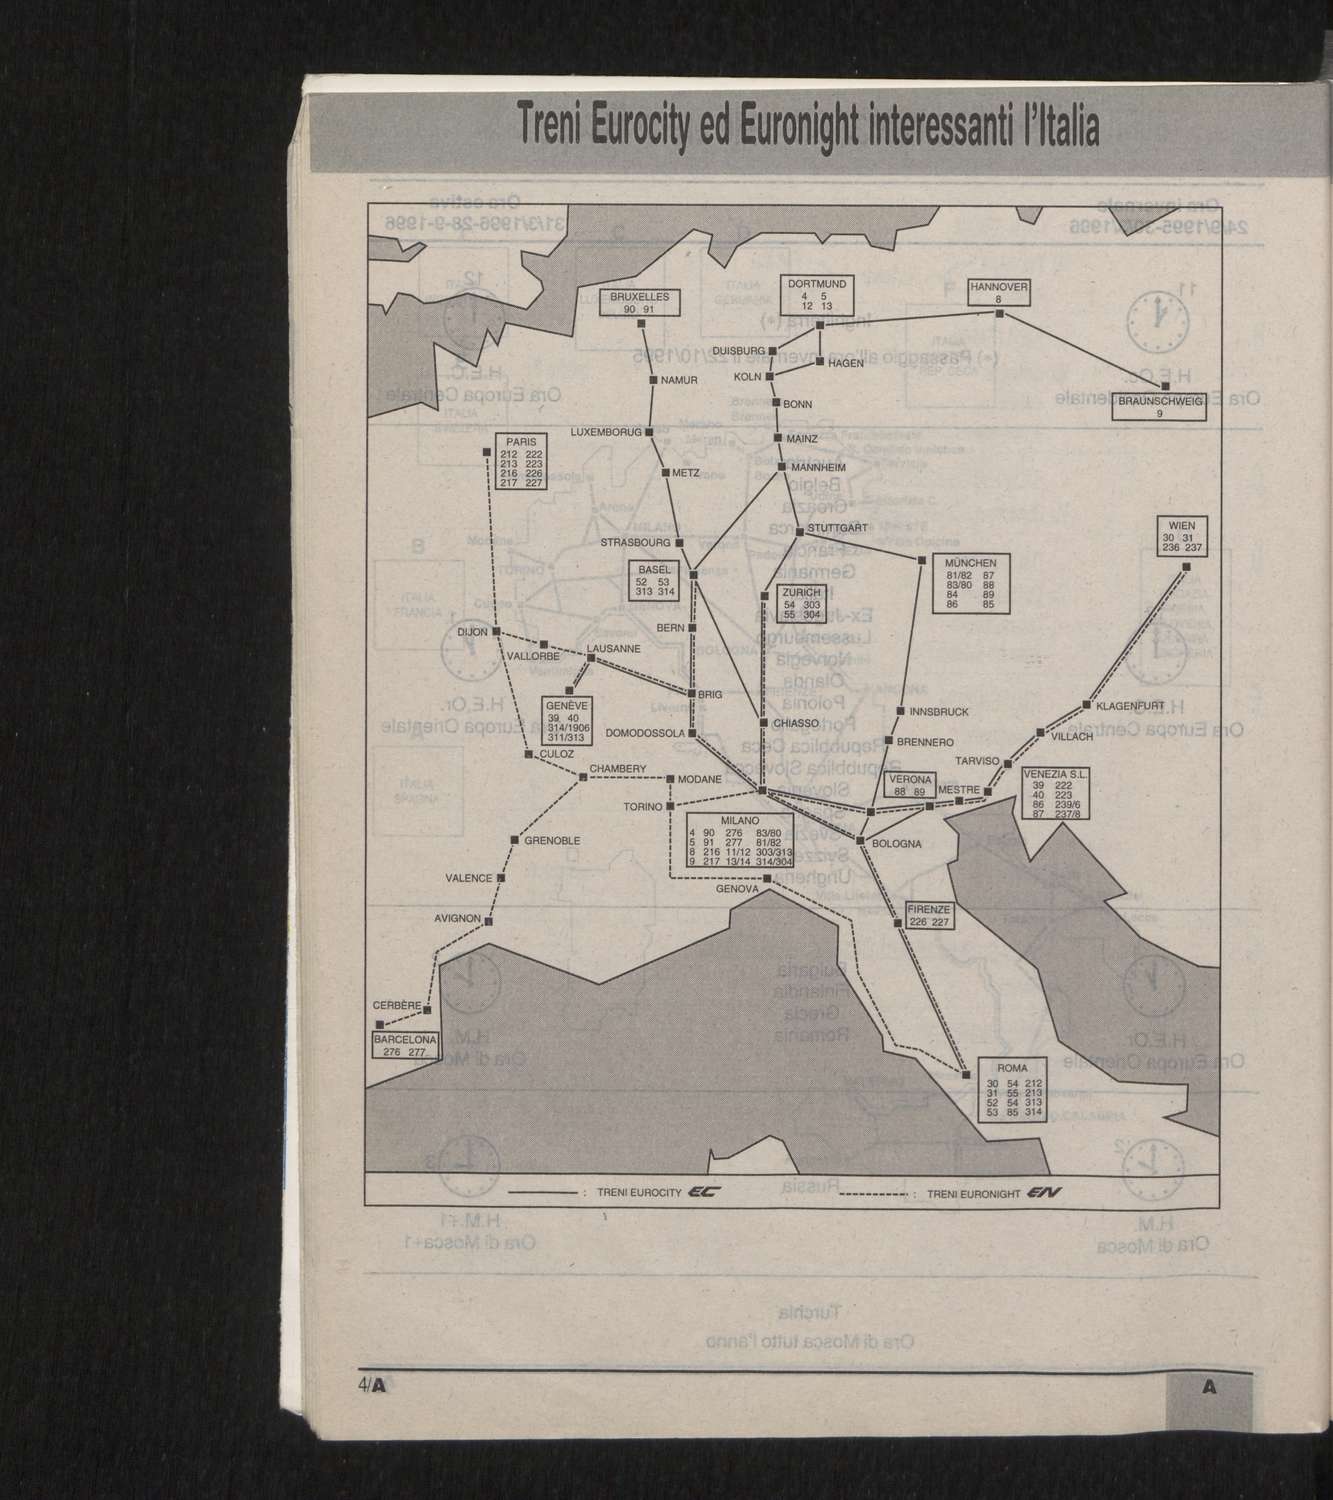 Treni Eurocity ed Euronight interessanti l'Italia
BRUXELLES
90 91
DORTMUND
4 5
12 13
HANNOVER
8
DUISBURG
HAGEN
KOLN
NAMUR
BRAUNSCHWEIG
9
BONN
LUXEMBORUG
MAINZ
PARIS
212 222
213 223
216 226
217 227
METZ
MANNHEIM
STUTTGART
WIEN
30 31
236 237
STRASBOURG
BASEL
52 53
313 314
MÜNCHEN
81/82 87
83/80 88
84 89
86 85
ZURICH
54 303
55 304
DIJON
BERN
VALLORBE
LAUSANNE
BRIG
GENÈVE
39 40
314/1906
311/313
KLAGENFURT
INNSBRUCK
CHIASSO
DOMODOSSOLA
VILLACH
BRENNERO
CULOZ
TARVISO
CHAMBERY
MODANE
VERONA
88 89
MESTRE
VENEZIA S.L.
39 222
40 223
86 239/6
87 237/8
TORINO
MILANO
4 90 276 83/80
5 91 277 81/82
8 216 11/12 303/313
9 217 13/14 314/304
GRENOBLE
BOLOGNA
VALENCE
GENOVA
AVIGNON
FIRENZE
226 227
CERBÈRE
BARCELONA
276 277
ROMA
30 54 212
31 55 213
52 54 313
53 85 314
: TRENI EUROCITY EC
: TRENI EURONIGHT EN
4/A
A